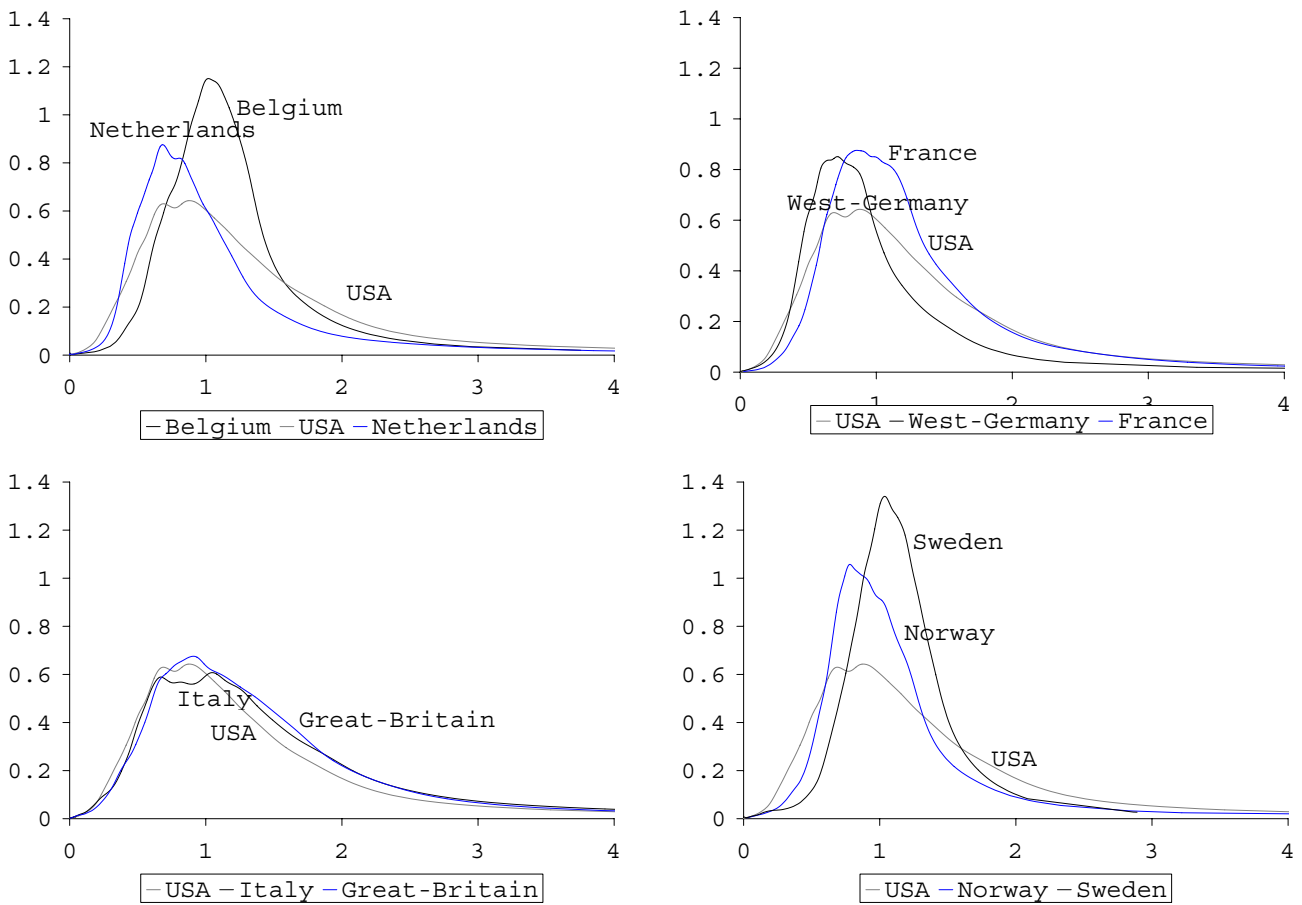 1.4
1.2
1
0.8
0.6
0.4
0.2
0
Belgium
Netherlands
USA
0 1 2 3 4
Belgium USA Netherlands
1.4
1.2
1
0.8
0.6
0.4
0.2
0
France
West-Germany
USA
0 1 2 3 4
USA West-Germany France
1.4
1.2
1
0.8
0.6
0.4
0.2
0
Italy
Great-Britain
USA
0 1 2 3 4
USA Italy Great-Britain
1.4
1.2
1
0.8
0.6
0.4
0.2
0
Sweden
Norway
USA
0 1 2 3 4
USA Norway Sweden